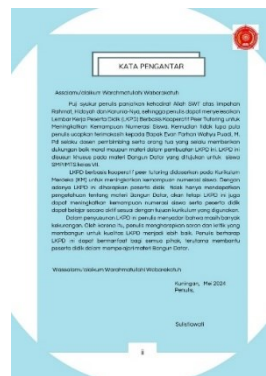 KATA PENGANTAR
Assalamu'alaikum Warahmatullahi Wabarakatuh
Puji syukur penulis panjatkan kehadirat Allah SWT atas limpahan
Rahmat, Hidayah dan Karunia-Nya, sehingga penulis dapat menyelesaikan
Lembar Kerja Peserta Didik (LKPD) Berbasis Kooperatif Peer Tutoring untuk
Meningkatkan Kemampuan Numerasi Siswa. Kemudian tidak lupa pula
penulis ucapkan terimakasih kepada Bapak Evan Farhan Wahyu Puadi, M.
Pd selaku dosen pembimbing serta orang tua yang selalu memberikan
dukungan baik moral maupun materi dalam pembuatan LKPD ini. LKPD ini
disusun khusus pada materi Bangun Datar yang ditujukan untuk siswa
SMP/MTS kelas VII.
LKPD berbasis kooperatif peer tutoring didasarkan pada Kurikulum
Merdeka (KM) untuk meningkatkan kemampuan numerasi siswa. Dengan
adanya LKPD ini diharapkan peserta didik tidak hanya mendapatkan
pengetahuan tentang materi Bangun Datar, akan tetapi LKPD ini juga
dapat meningkatkan kemampuan numerasi siswa serta peserta didik
dapat belajar secara aktif sesuai dengan tujuan kurikulum yang digunakan.
Dalam penyusunan LKPD ini penulis menyadari bahwa masih banyak
kekurangan. Oleh karena itu, penulis mengharapkan saran dan kritik yang
membangun untuk kualitas LKPD menjadi lebih baik. Penulis berharap
LKPD ini dapat bermanfaat bagi semua pihak, terutama membantu
peserta didik dalam mempelajari materi Bangun Datar.
Wassalamu'alaikum Warahmatullahi Wabarakatuh.
Kuningan, Mei 2024
Penulis,
Sulistiawati
ii